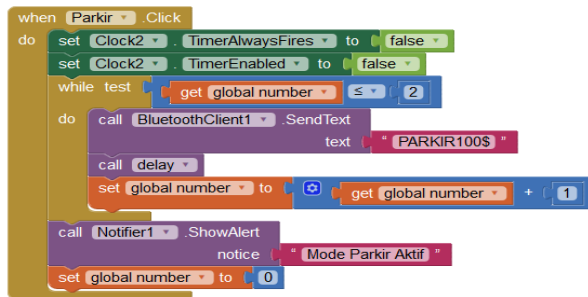 when Parkir .Click
do set Clock2 . TimerAlwaysFires to false
set Clock2 . TimerEnabled to false
while test get global number ≤ 2
do call BluetoothClient1 .SendText
text " PARKIR100$ "
call delay
set global number to get global number + 1
call Notifier1 .ShowAlert
notice " Mode Parkir Aktif "
set global number to 0